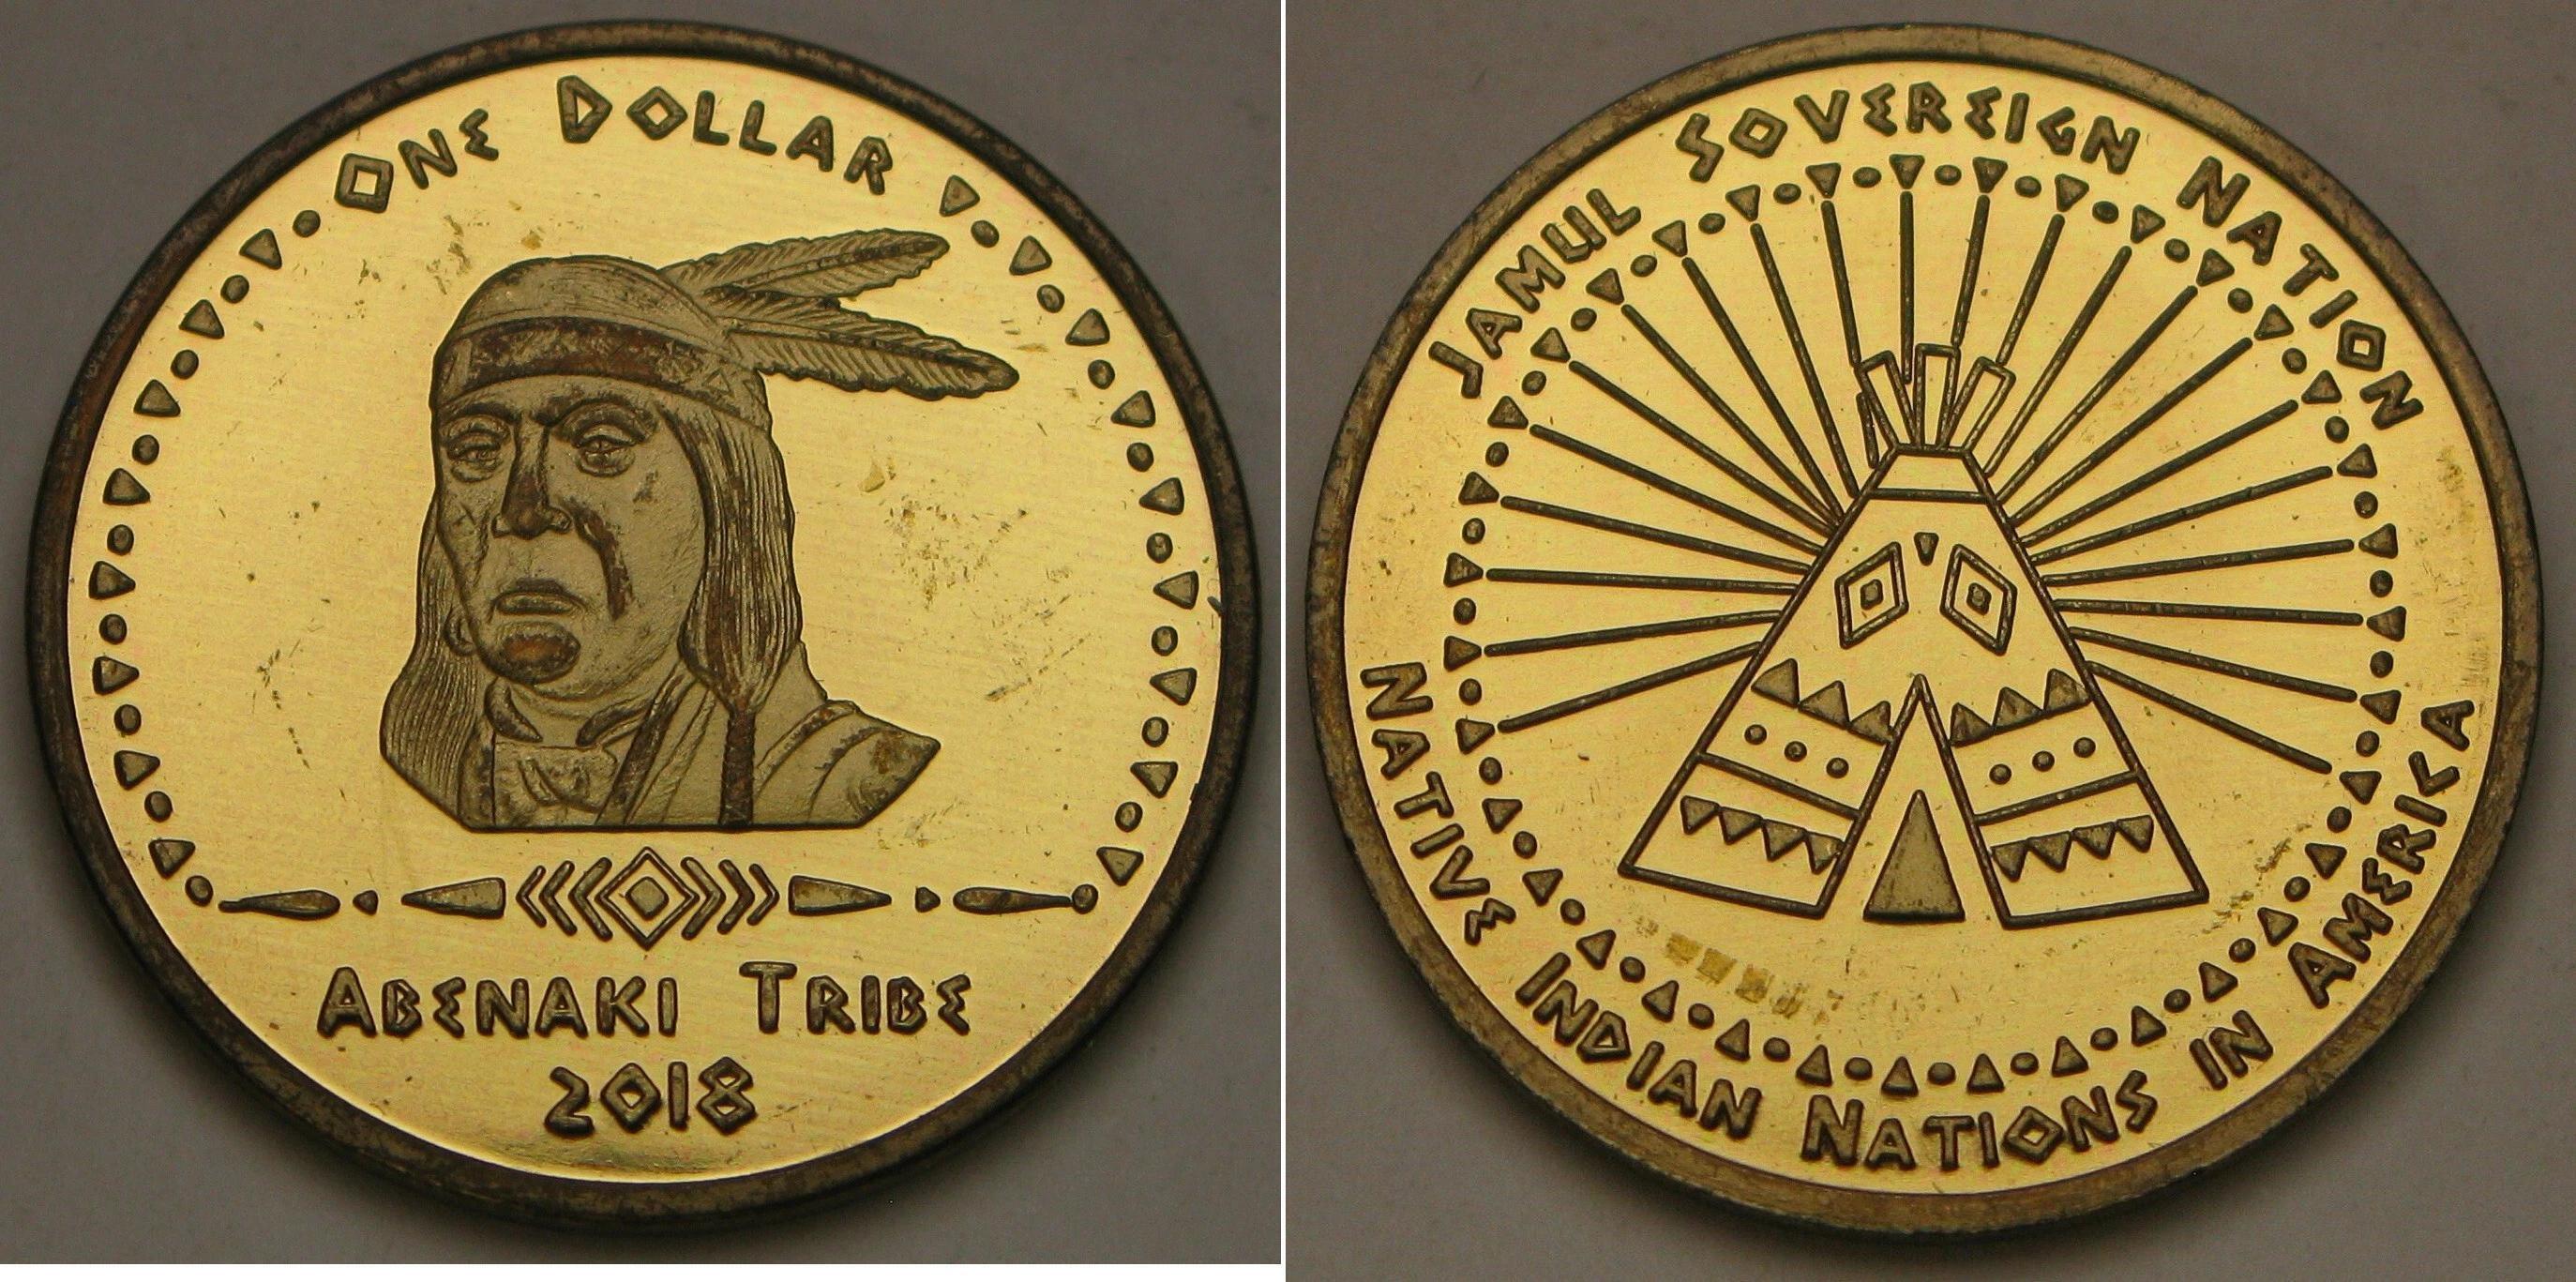 ONE DOLLAR
ABENAKI TRIBE
2018
JAMUL SOVEREIGN NATION
NATIVE INDIAN NATIONS IN AMERICA